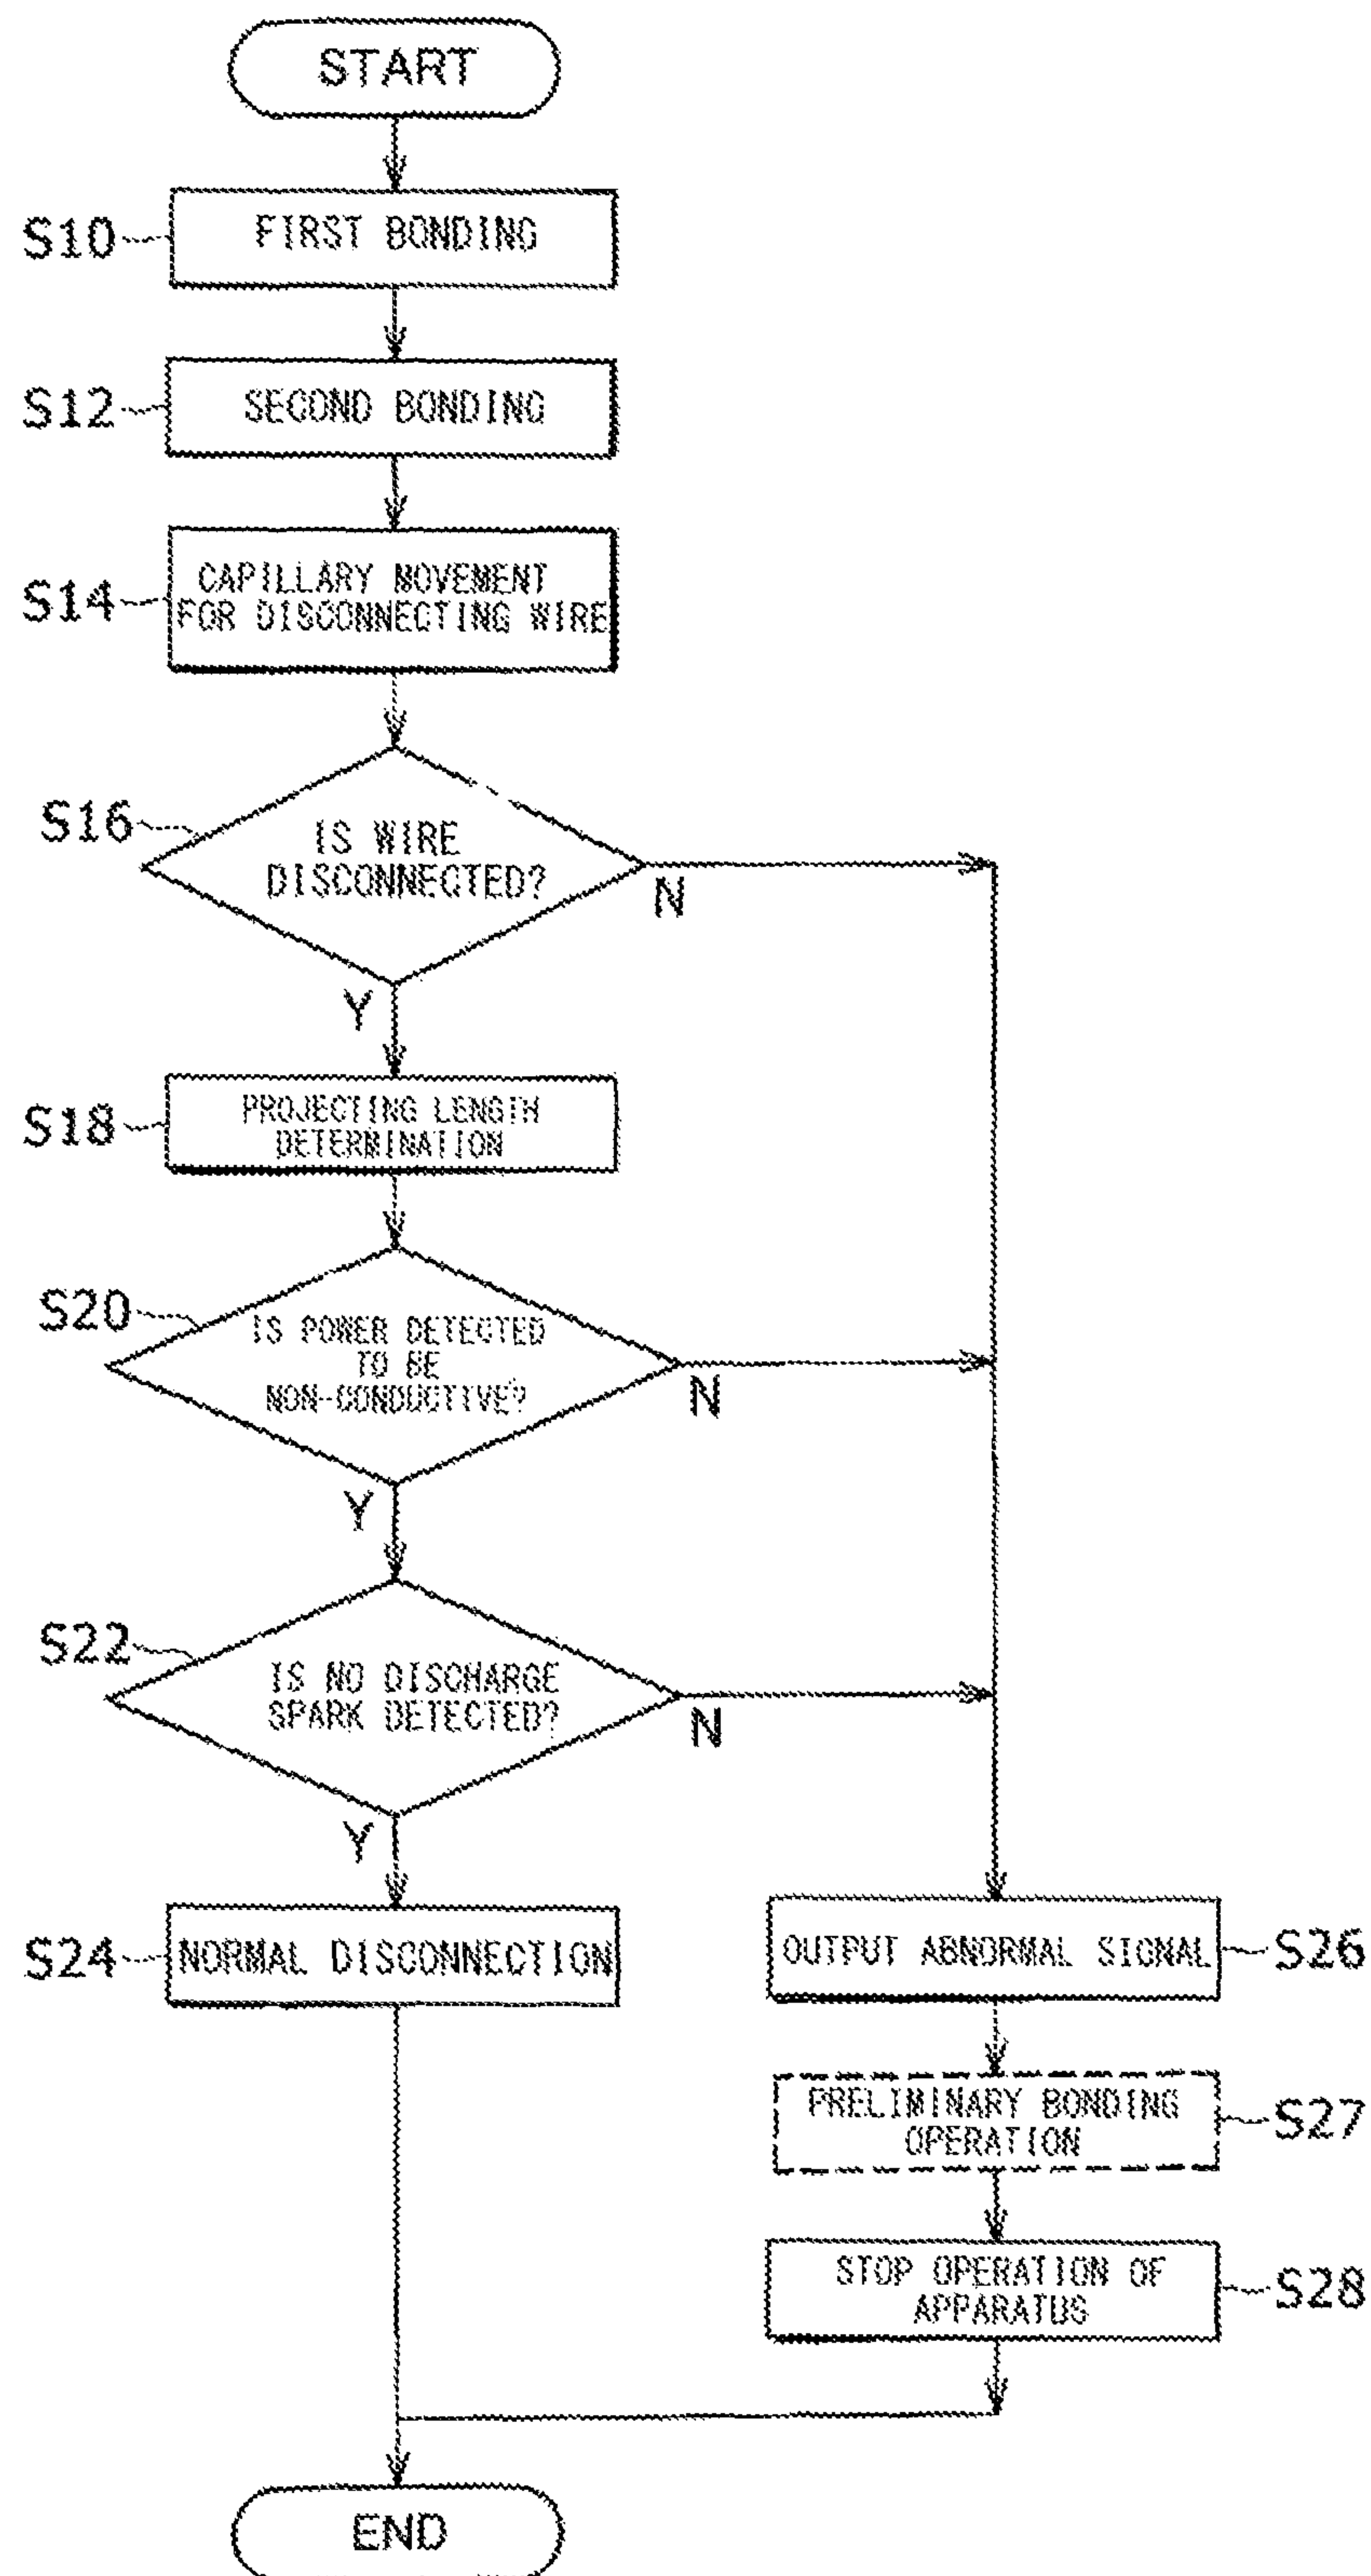 START
S10
FIRST BONDING
S12
SECOND BONDING
S14
CAPILLARY MOVEMENT
FOR DISCONNECTING WIRE
S16
IS WIRE
DISCONNECTED?
N
Y
S18
PROJECTING LENGTH
DETERMINATION
S20
IS POWER DETECTED
TO BE
NON-CONDUCTIVE?
N
Y
S22
IS NO DISCHARGE
SPARK DETECTED?
N
Y
S24
NORMAL DISCONNECTION
OUTPUT ABNORMAL SIGNAL
S26
PRELIMINARY BONDING
OPERATION
S27
STOP OPERATION OF
APPARATUS
S28
END